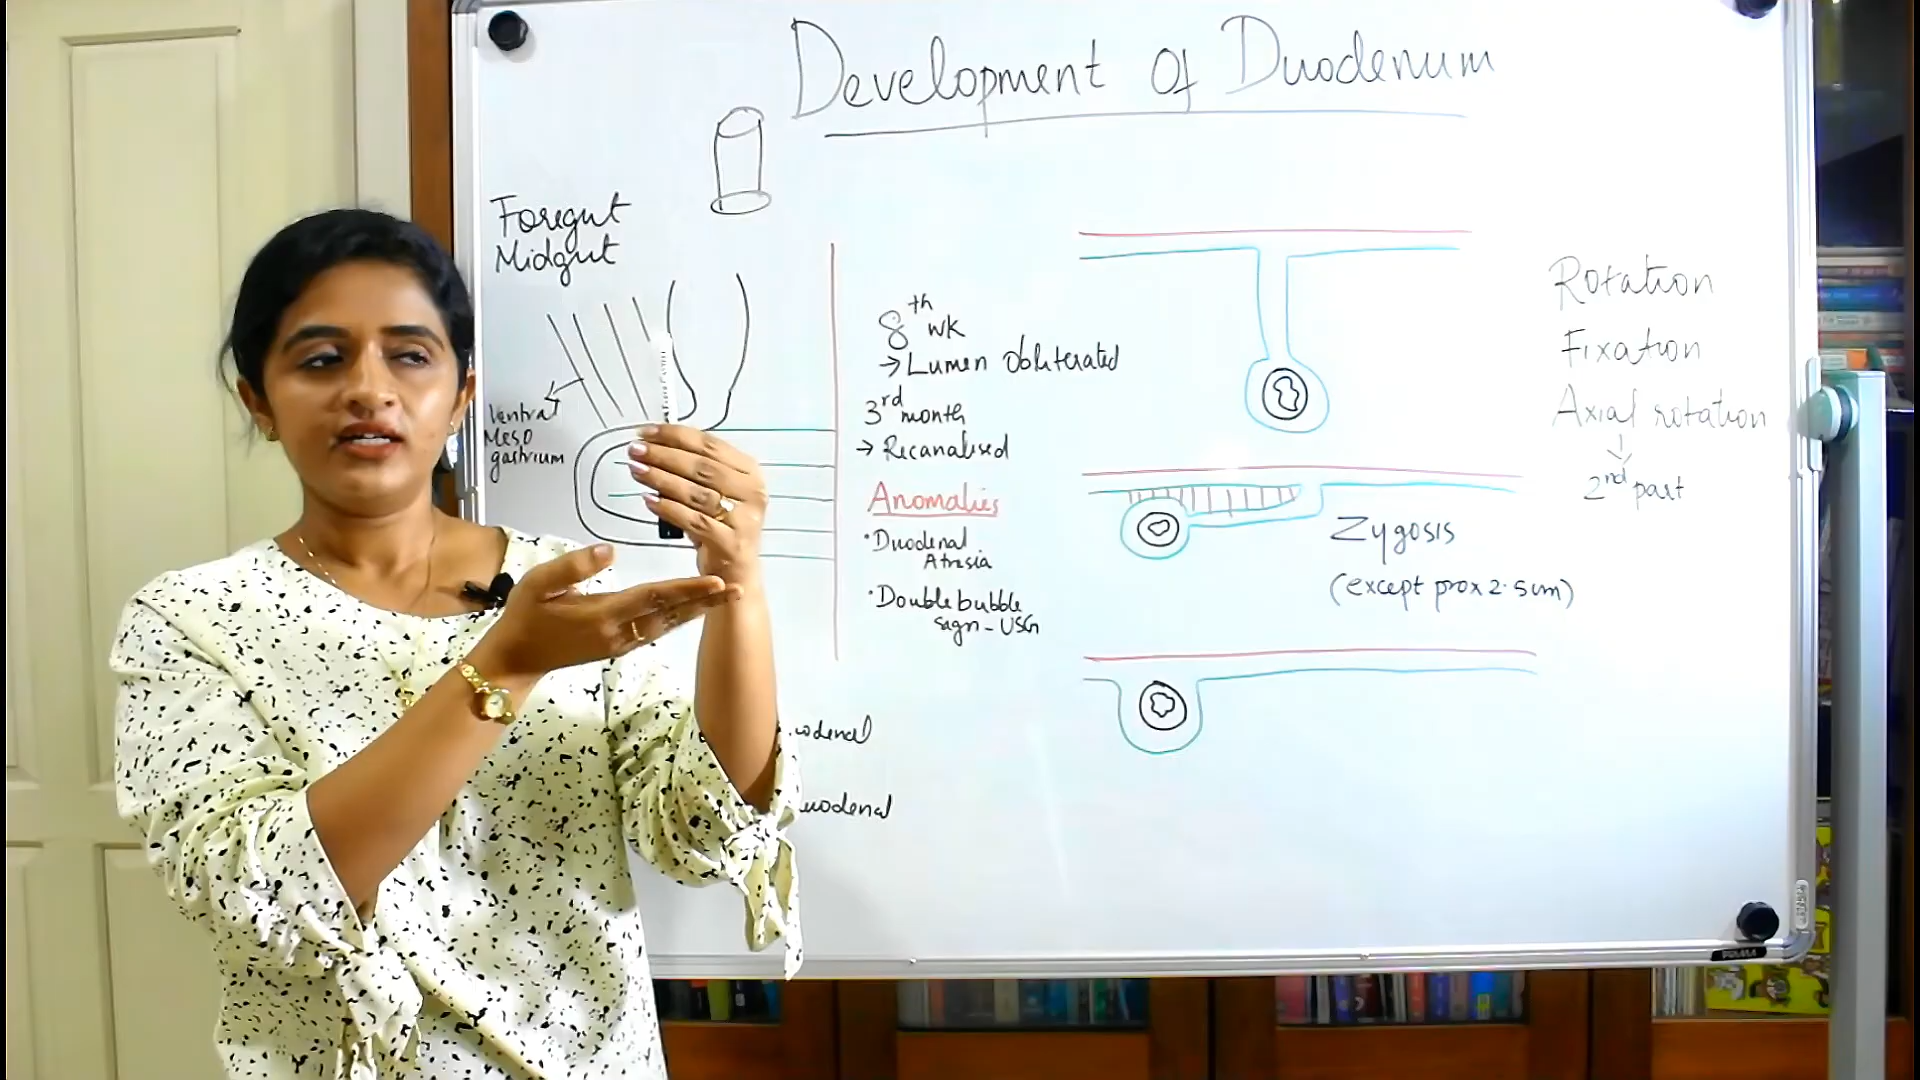 Development of Duodenum
Foregut
Midgut
Ventral
Meso
gastrium
8th wk
→ Lumen Obliterated
3rd month
→ Recanalised
Anomalies
• Duodenal
Atresia
• Double bubble
sign - USG
Zygosis
(except prox 2.5cm)
Rotation
Fixation
Axial rotation
↓
2nd part